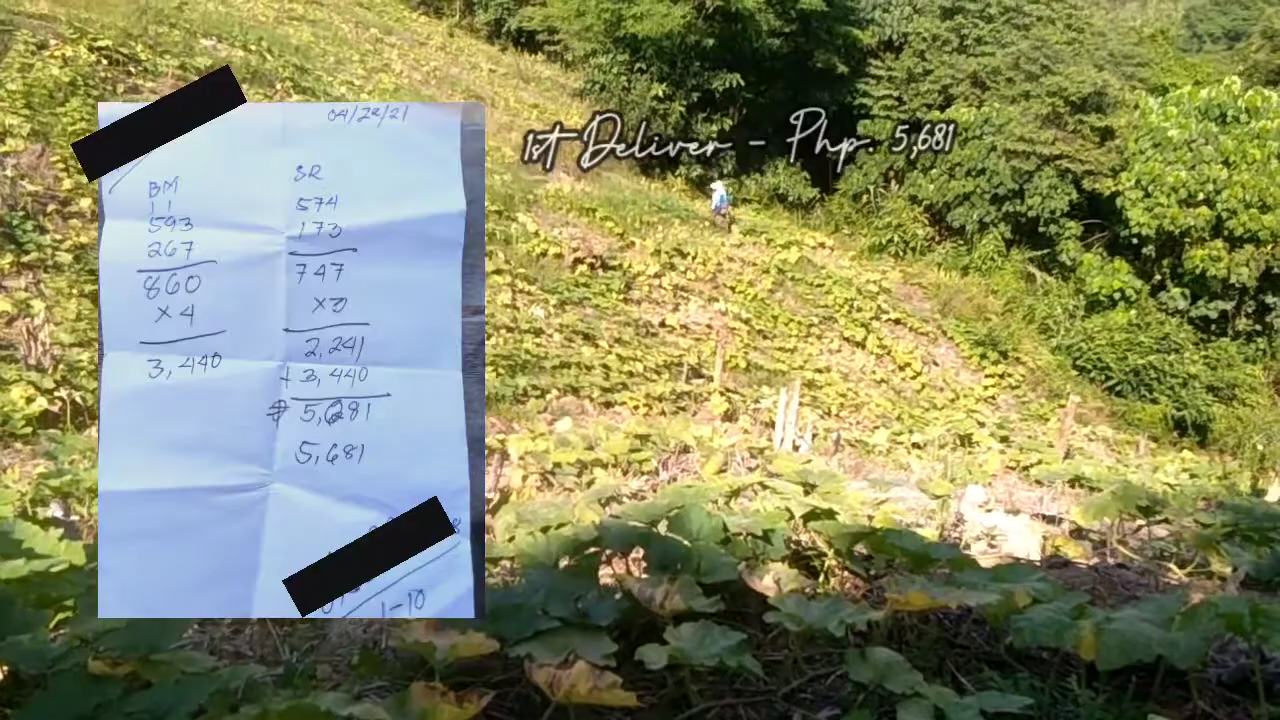 04/22/21
BM
11
593
267
860
x4
3,440
SR
574
173
747
x3
2,241
+ 3,440
# 5,681
5,681
1-10
1st Deliver - Php. 5,681